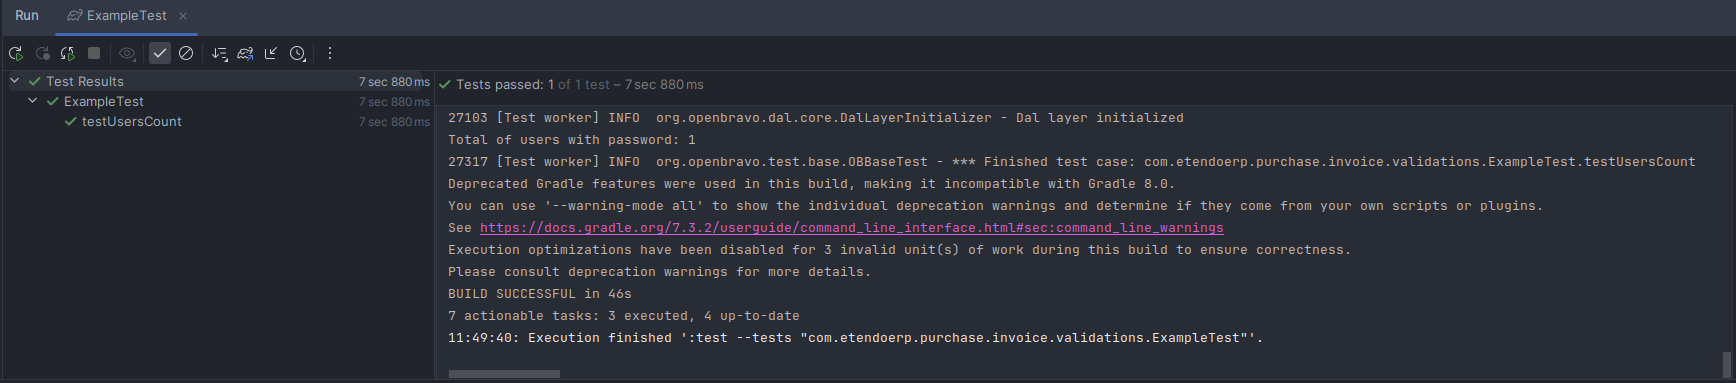 Run ExampleTest
Test Results 7 sec 880 ms
ExampleTest 7 sec 880 ms
testUsersCount 7 sec 880 ms
Tests passed: 1 of 1 test – 7 sec 880 ms
27103 [Test worker] INFO  org.openbravo.dal.core.DalLayerInitializer - Dal layer initialized
Total of users with password: 1
27317 [Test worker] INFO  org.openbravo.test.base.OBBaseTest - *** Finished test case: com.etendoerp.purchase.invoice.validations.ExampleTest.testUsersCount
Deprecated Gradle features were used in this build, making it incompatible with Gradle 8.0.
You can use '--warning-mode all' to show the individual deprecation warnings and determine if they come from your own scripts or plugins.
See https://docs.gradle.org/7.3.2/userguide/command_line_interface.html#sec:command_line_warnings
Execution optimizations have been disabled for 3 invalid unit(s) of work during this build to ensure correctness.
Please consult deprecation warnings for more details.
BUILD SUCCESSFUL in 46s
7 actionable tasks: 3 executed, 4 up-to-date
11:49:40: Execution finished ':test --tests "com.etendoerp.purchase.invoice.validations.ExampleTest"'.